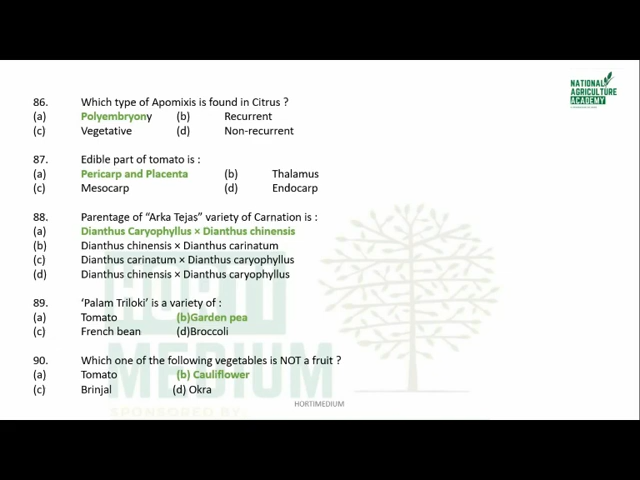 NATIONAL
AGRICULTURE
ACADEMY
86. Which type of Apomixis is found in Citrus ?
(a) Polyembryony (b) Recurrent
(c) Vegetative (d) Non-recurrent
87. Edible part of tomato is :
(a) Pericarp and Placenta (b) Thalamus
(c) Mesocarp (d) Endocarp
88. Parentage of “Arka Tejas” variety of Carnation is :
(a) Dianthus Caryophyllus × Dianthus chinensis
(b) Dianthus chinensis × Dianthus carinatum
(c) Dianthus carinatum × Dianthus caryophyllus
(d) Dianthus chinensis × Dianthus caryophyllus
89. ‘Palam Triloki’ is a variety of :
(a) Tomato (b)Garden pea
(c) French bean (d)Broccoli
90. Which one of the following vegetables is NOT a fruit ?
(a) Tomato (b) Cauliflower
(c) Brinjal (d) Okra
HORTI
MEDIUM
SPONSORED BY:
HORTIMEDIUM